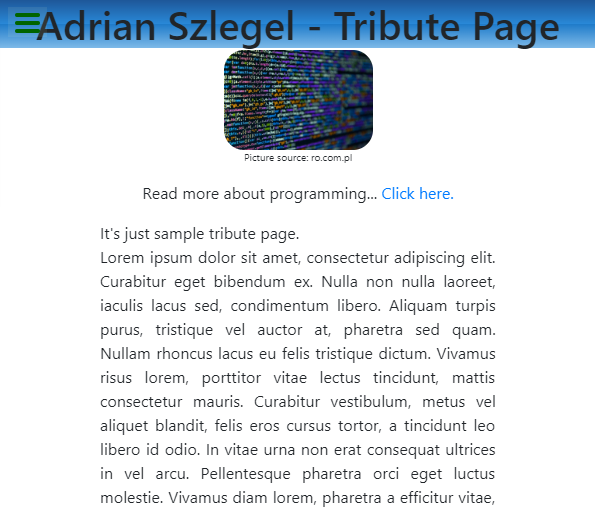 Adrian Szlegel - Tribute Page
Picture source: ro.com.pl
Read more about programming... Click here.
It's just sample tribute page.
Lorem ipsum dolor sit amet, consectetur adipiscing elit.
Curabitur eget bibendum ex. Nulla non nulla laoreet,
iaculis lacus sed, condimentum libero. Aliquam turpis
purus, tristique vel auctor at, pharetra sed quam.
Nullam rhoncus lacus eu felis tristique dictum. Vivamus
risus lorem, porttitor vitae lectus tincidunt, mattis
consectetur mauris. Curabitur vestibulum, metus vel
aliquet blandit, felis eros cursus tortor, a tincidunt leo
libero id odio. In vitae urna non erat consequat ultrices
in vel arcu. Pellentesque pharetra orci eget luctus
molestie. Vivamus diam lorem, pharetra a efficitur vitae,